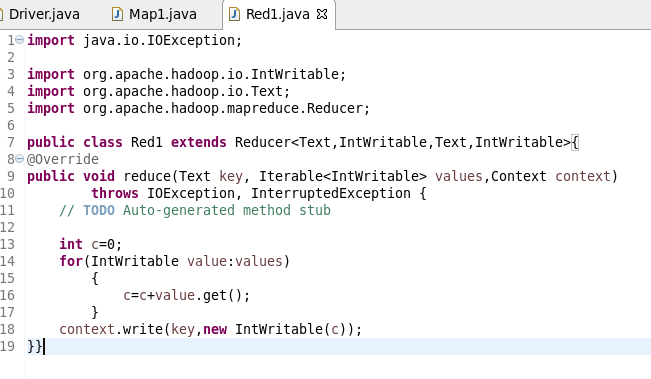 Driver.java Map1.java Red1.java
1 import java.io.IOException;
2
3 import org.apache.hadoop.io.IntWritable;
4 import org.apache.hadoop.io.Text;
5 import org.apache.hadoop.mapreduce.Reducer;
6
7 public class Red1 extends Reducer<Text,IntWritable,Text,IntWritable>{
8 @Override
9 public void reduce(Text key, Iterable<IntWritable> values,Context context)
10         throws IOException, InterruptedException {
11     // TODO Auto-generated method stub
12
13     int c=0;
14     for(IntWritable value:values)
15         {
16             c=c+value.get();
17         }
18     context.write(key,new IntWritable(c));
19 }}